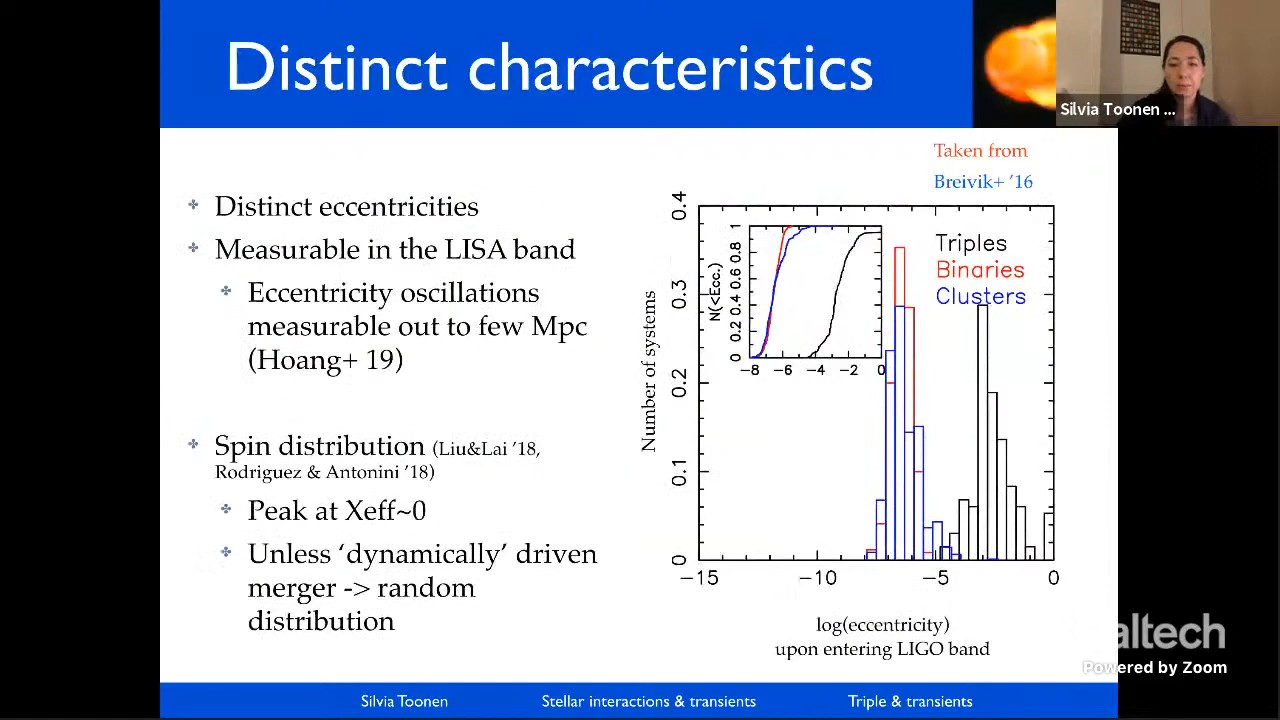 Distinct characteristics
Silvia Toonen ...
Taken from
Breivik+ ’16
Distinct eccentricities
Measurable in the LISA band
Eccentricity oscillations
measurable out to few Mpc
(Hoang+ 19)
Spin distribution (Liu&Lai ’18,
Rodriguez & Antonini ’18)
Peak at Xeff~0
Unless ‘dynamically’ driven
merger -> random
distribution
Number of systems
0.4
0.3
0.2
0.1
0
N(<Ecc.)
1
0.8
0.6
0.4
0.2
0
−8 −6 −4 −2 0
Triples
Binaries
Clusters
−15 −10 −5 0
log(eccentricity)
upon entering LIGO band
altech
Powered by Zoom
Silvia Toonen Stellar interactions & transients Triple & transients